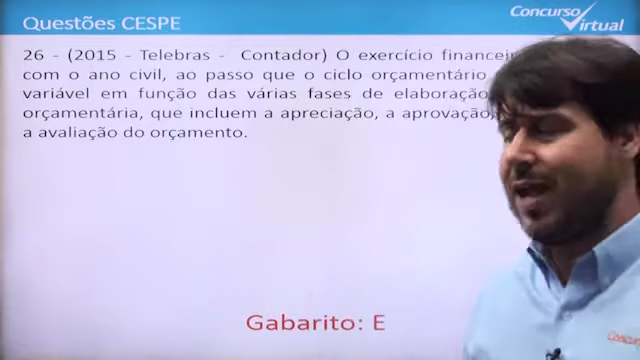 Questões CESPE
Concurso
Virtual
26 - (2015 - Telebras - Contador) O exercício
com o ano civil, ao passo que o ciclo orçamentário
variável em função das várias fases de elaboração
orçamentária, que incluem a apreciação, a aprovação,
a avaliação do orçamento.
Gabarito: E